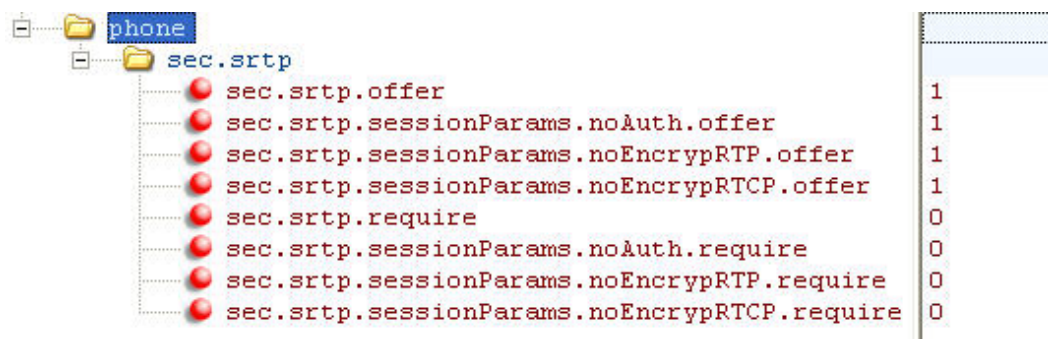 phone
sec.srtp
sec.srtp.offer 1
sec.srtp.sessionParams.noAuth.offer 1
sec.srtp.sessionParams.noEncrypRTP.offer 1
sec.srtp.sessionParams.noEncrypRTCP.offer 1
sec.srtp.require 0
sec.srtp.sessionParams.noAuth.require 0
sec.srtp.sessionParams.noEncrypRTP.require 0
sec.srtp.sessionParams.noEncrypRTCP.require 0